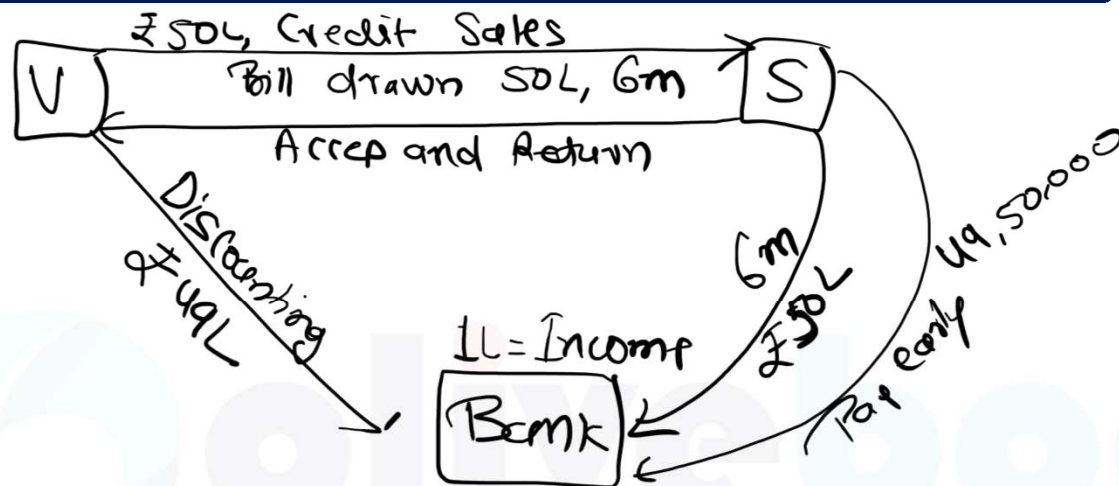 ₹50L, Credit Sales
V
Bill drawn 50L, 6m
S
Accep and Return
Discounting
₹49L
6m
₹50L
49,50,000
Pay early
1L = Income
Bank
olivebo